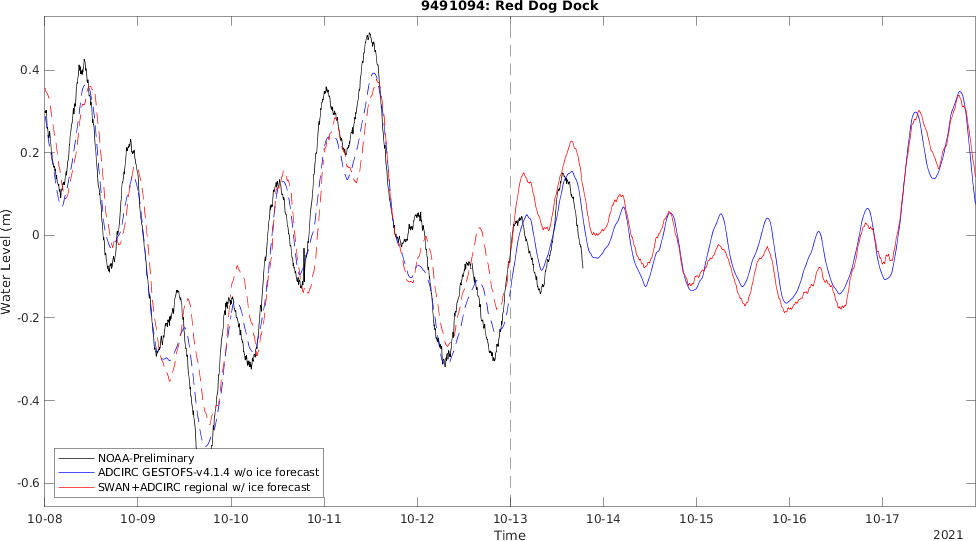 9491094: Red Dog Dock
Water Level (m)
0.4
0.2
0
-0.2
-0.4
-0.6
NOAA-Preliminary
ADCIRC GESTOFS-v4.1.4 w/o ice forecast
SWAN+ADCIRC regional w/ ice forecast
10-08 10-09 10-10 10-11 10-12 10-13 10-14 10-15 10-16 10-17
Time
2021